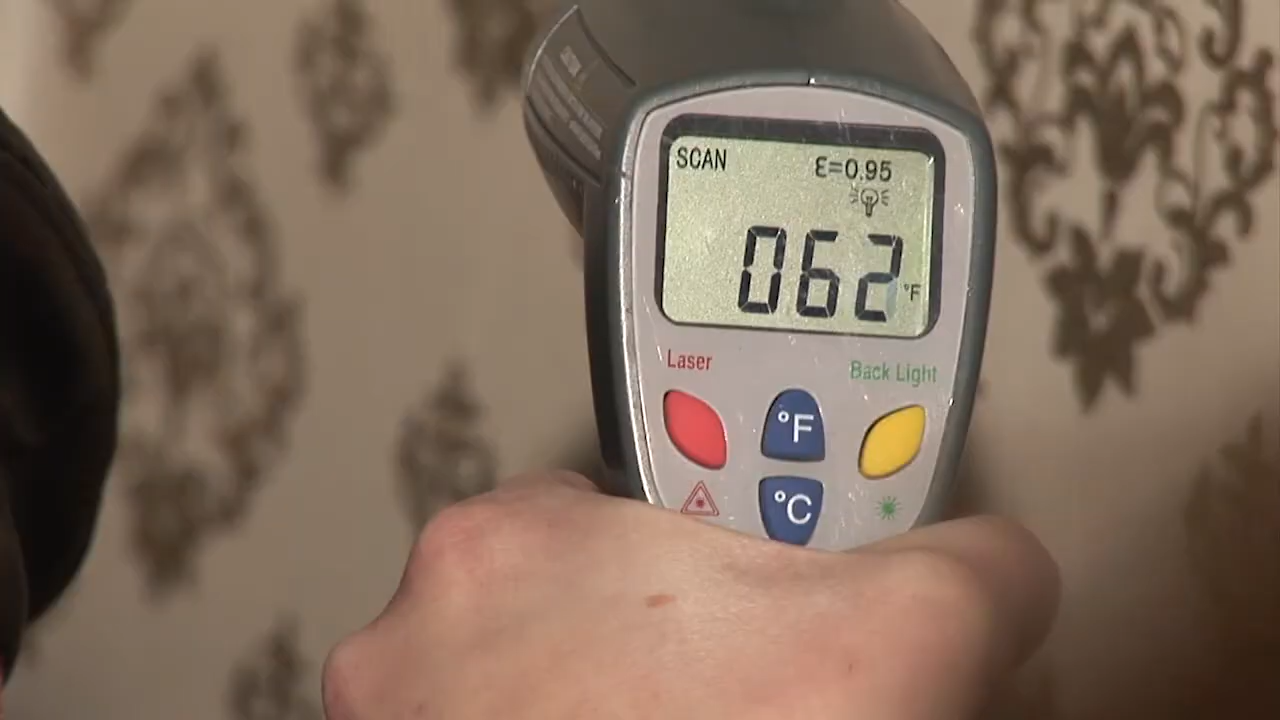 SCAN
ε=0.95
062
°F
Laser
Back Light
°F
°C